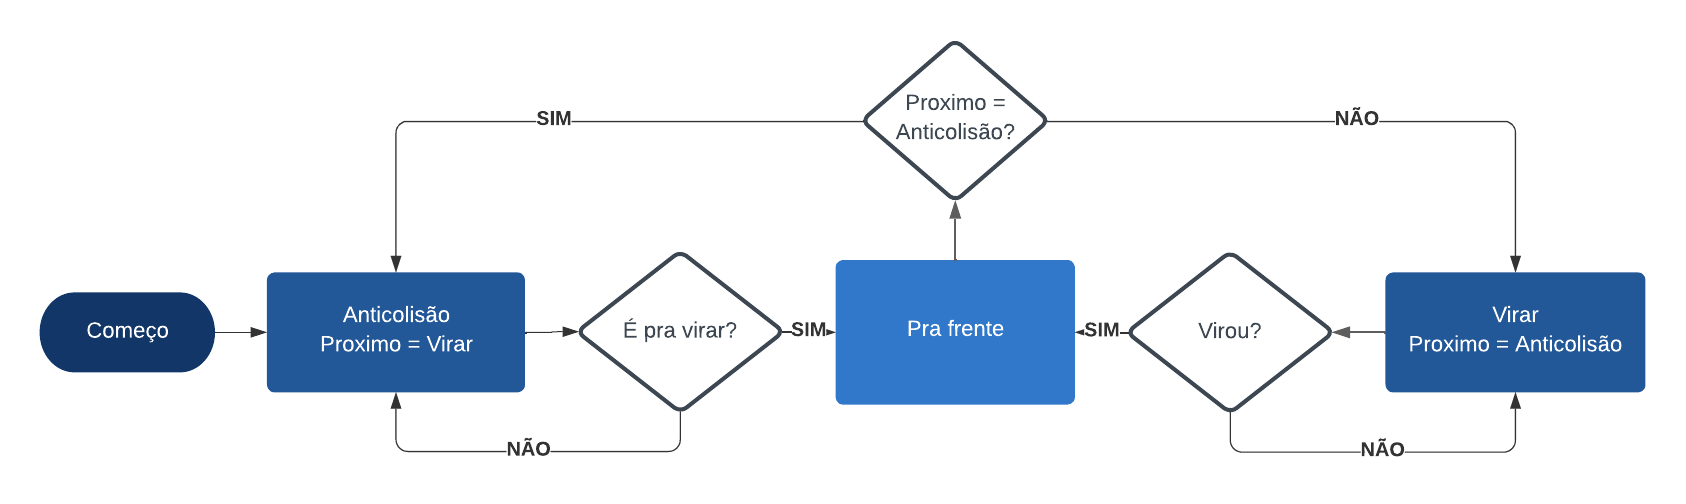 Proximo =
Anticolisão?
SIM
NÃO
Começo
Anticolisão
Proximo = Virar
É pra virar?
SIM
Pra frente
SIM
Virou?
Virar
Proximo = Anticolisão
NÃO
NÃO